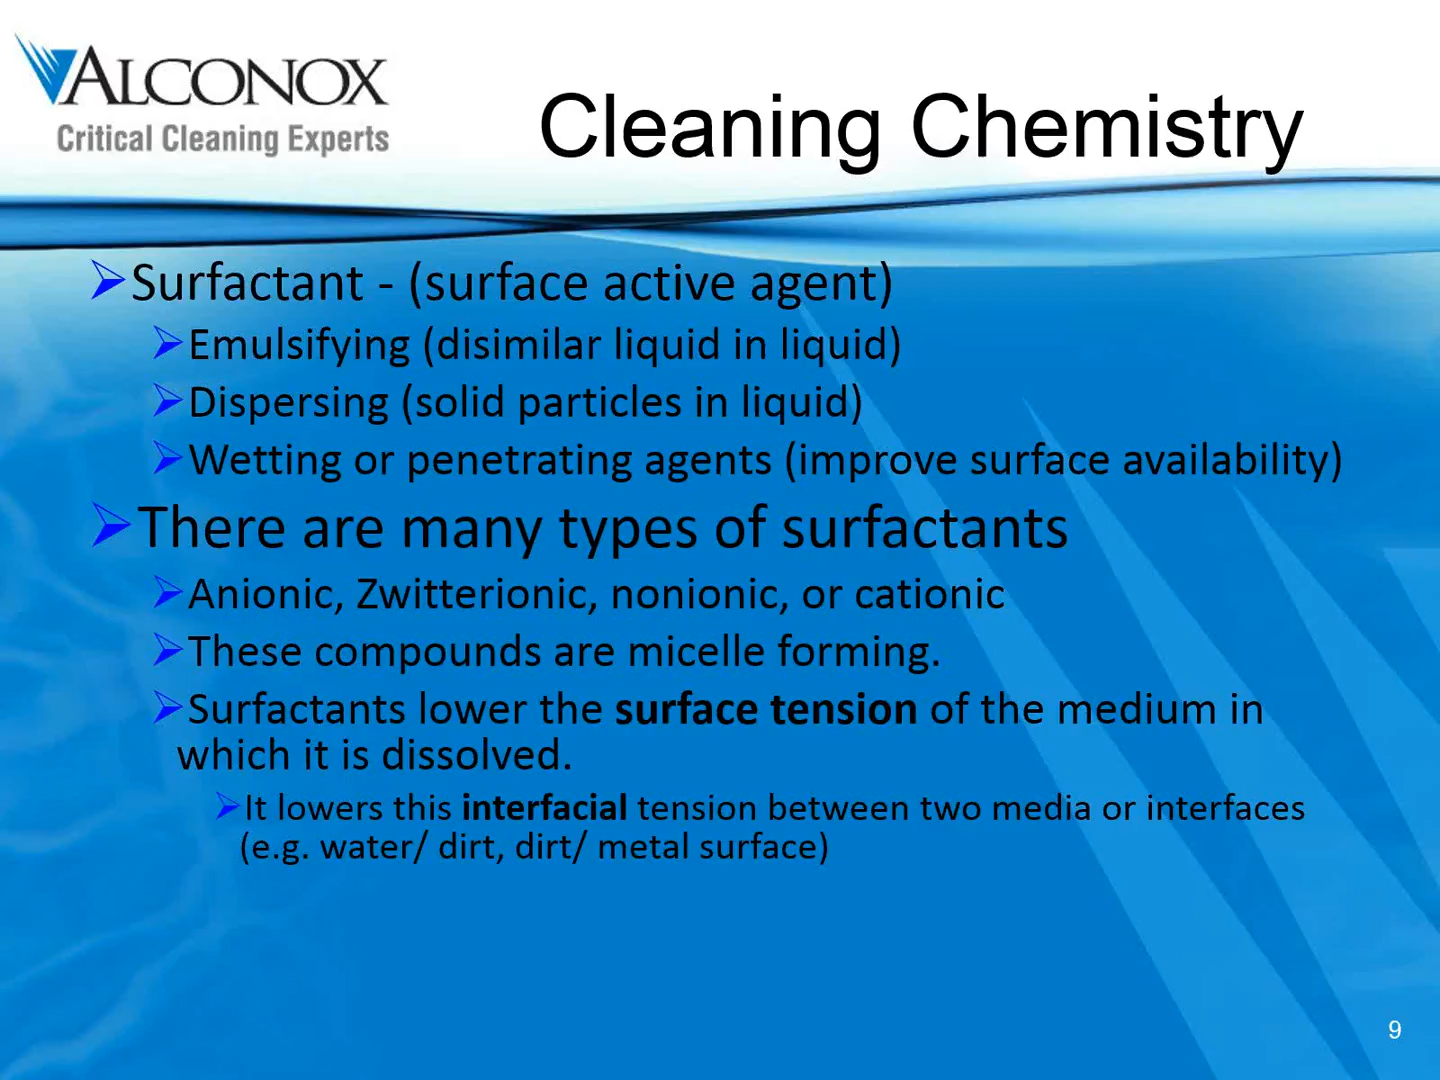 ALCONOX
Critical Cleaning Experts
Cleaning Chemistry
Surfactant - (surface active agent)
Emulsifying (disimilar liquid in liquid)
Dispersing (solid particles in liquid)
Wetting or penetrating agents (improve surface availability)
There are many types of surfactants
Anionic, Zwitterionic, nonionic, or cationic
These compounds are micelle forming.
Surfactants lower the surface tension of the medium in
which it is dissolved.
It lowers this interfacial tension between two media or interfaces
(e.g. water/ dirt, dirt/ metal surface)
9